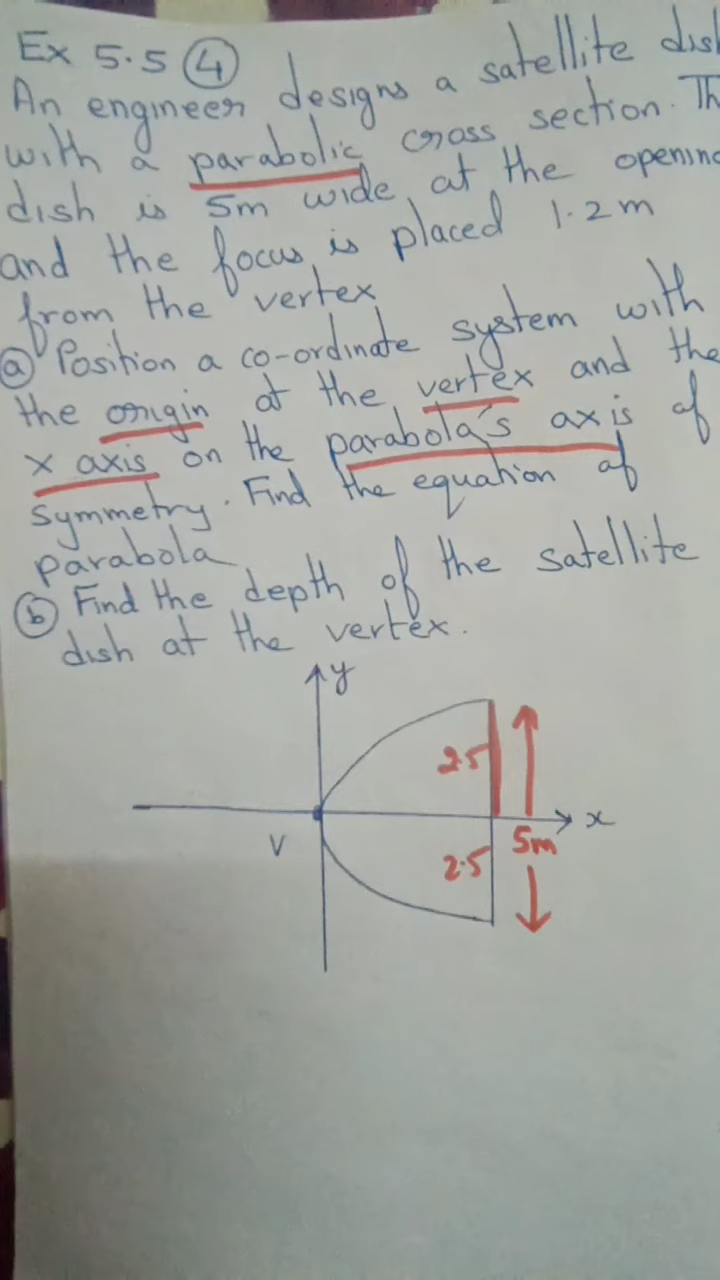 Ex 5.5 ④
An engineer designs a satellite dis
with a parabolic cross section. Th
dish is 5m wide at the openin
and the focus is placed 1.2m
from the vertex
ⓐ Position a co-ordinate system with
the origin at the vertex and the
x axis on the parabola's axis of
symmetry. Find the equation of
parabola
ⓑ Find the depth of the satellite
dish at the vertex.
y
2.5
x
V
5m
2.5